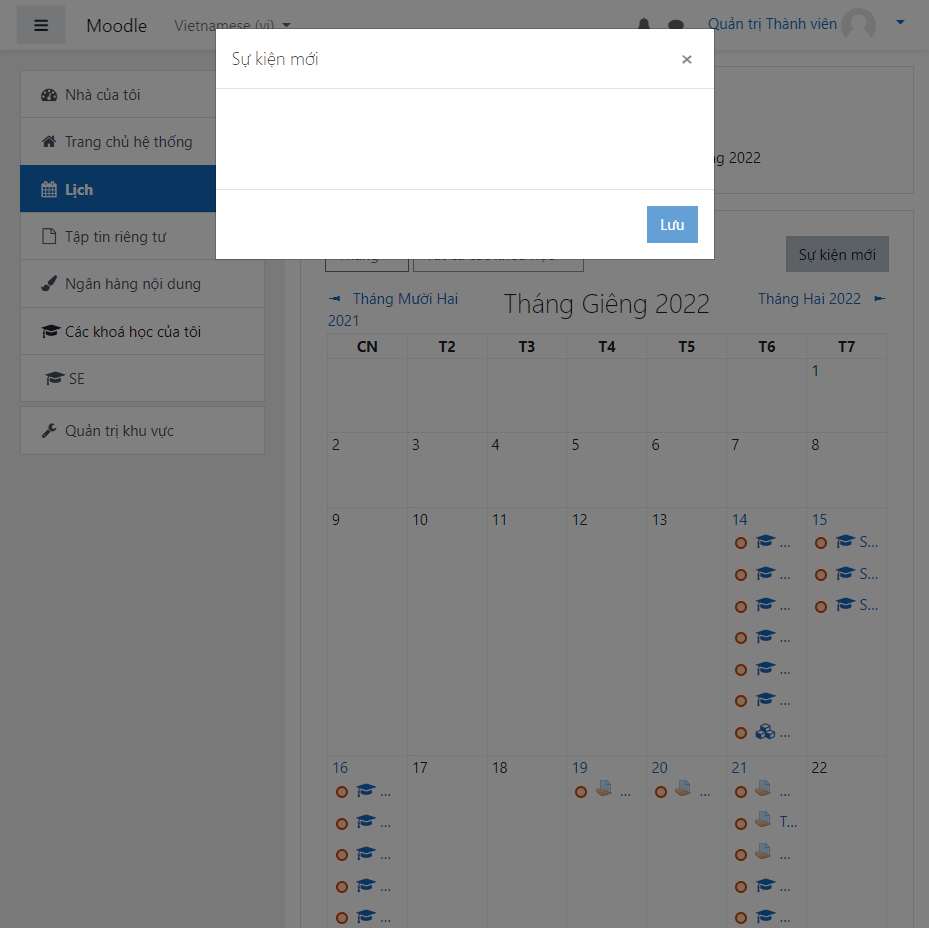 Moodle
Vietnamese (vi)
Quản trị Thành viên
Sự kiện mới
×
Lưu
Nhà của tôi
Trang chủ hệ thống
Lịch
Tập tin riêng tư
Ngân hàng nội dung
Các khoá học của tôi
SE
Quản trị khu vực
2022
Sự kiện mới
◄ Tháng Mười Hai 2021
Tháng Giêng 2022
Tháng Hai 2022 ►
CN T2 T3 T4 T5 T6 T7
1
2 3 4 5 6 7 8
9 10 11 12 13 14 15
... S...
... S...
... S...
...
...
...
...
16 17 18 19 20 21 22
... ... ... ...
... T...
... ...
... ...
... ...